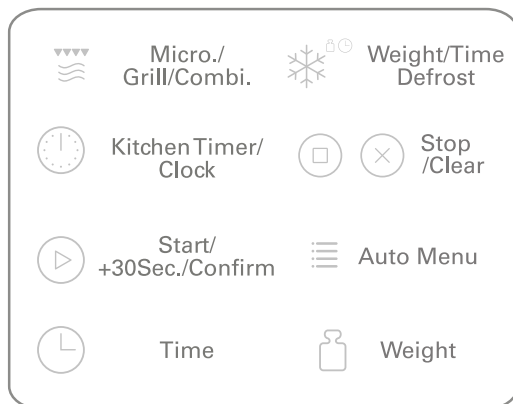 Micro./
Grill/Combi.
Weight/Time
Defrost
Kitchen Timer/
Clock
Stop
/Clear
Start/
+30Sec./Confirm
Auto Menu
Time
Weight